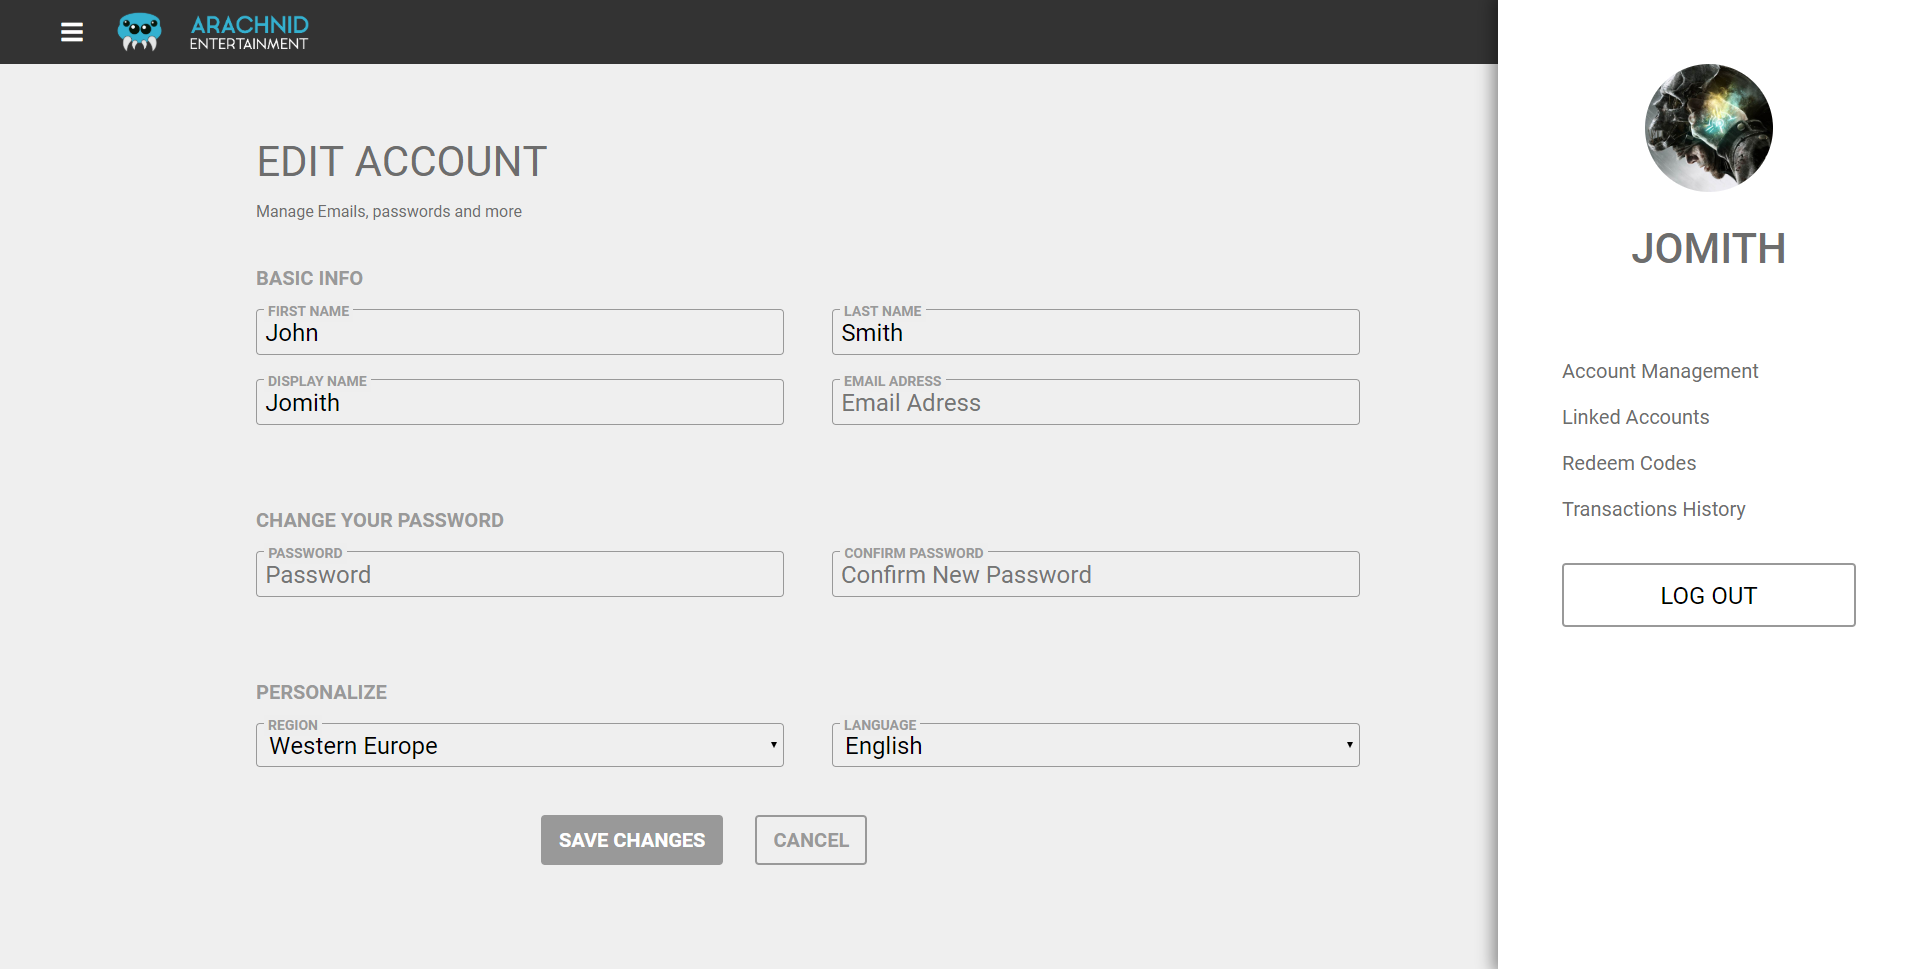 ARACHNID
ENTERTAINMENT
EDIT ACCOUNT
Manage Emails, passwords and more
BASIC INFO
FIRST NAME
John
LAST NAME
Smith
DISPLAY NAME
Jomith
EMAIL ADRESS
Email Adress
CHANGE YOUR PASSWORD
PASSWORD
Password
CONFIRM PASSWORD
Confirm New Password
PERSONALIZE
REGION
Western Europe
LANGUAGE
English
SAVE CHANGES
CANCEL
JOMITH
Account Management
Linked Accounts
Redeem Codes
Transactions History
LOG OUT